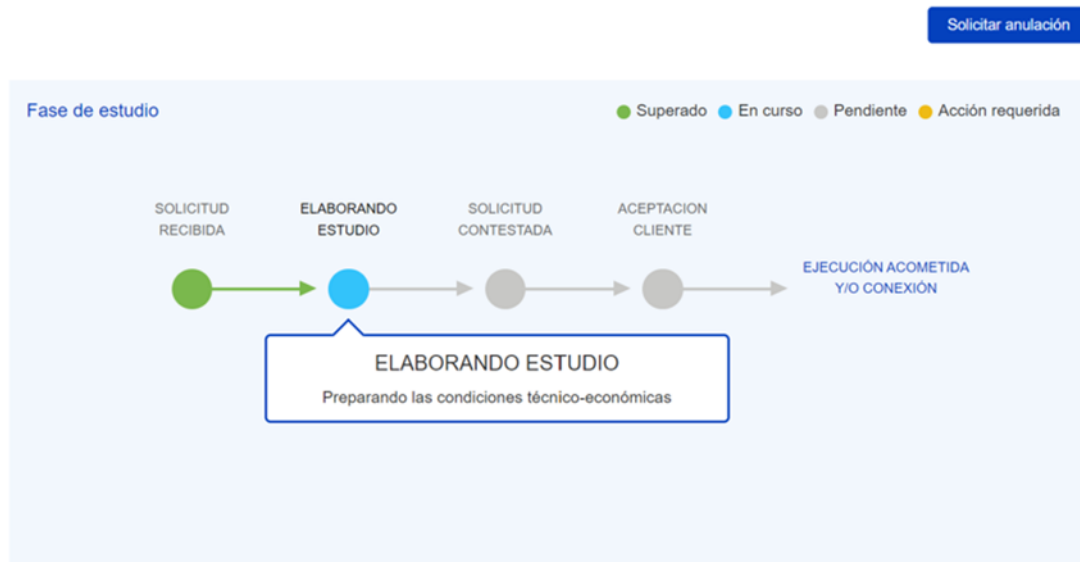 Solicitar anulación
Fase de estudio
Superado
En curso
Pendiente
Acción requerida
SOLICITUD
RECIBIDA
ELABORANDO
ESTUDIO
SOLICITUD
CONTESTADA
ACEPTACION
CLIENTE
EJECUCIÓN ACOMETIDA
Y/O CONEXIÓN
ELABORANDO ESTUDIO
Preparando las condiciones técnico-económicas